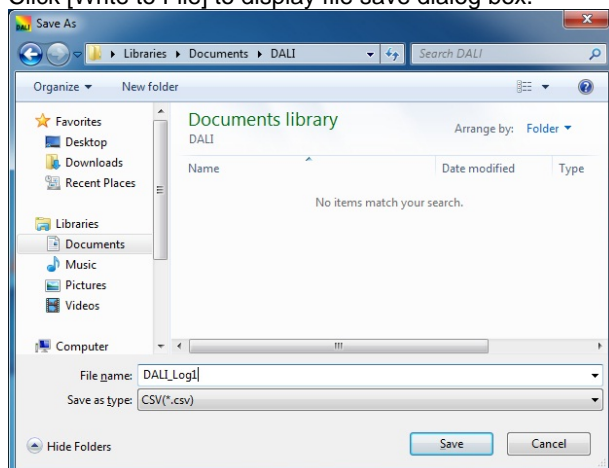 Click [Write to File] to display file save dialog box.
DALI Save As
Libraries Documents DALI Search DALI
Organize New folder
Favorites
Desktop
Downloads
Recent Places
Libraries
Documents
Music
Pictures
Videos
Computer
Documents library
DALI
Arrange by: Folder
Name Date modified Type
No items match your search.
File name: DALI_Log1
Save as type: CSV(*.csv)
Hide Folders Save Cancel